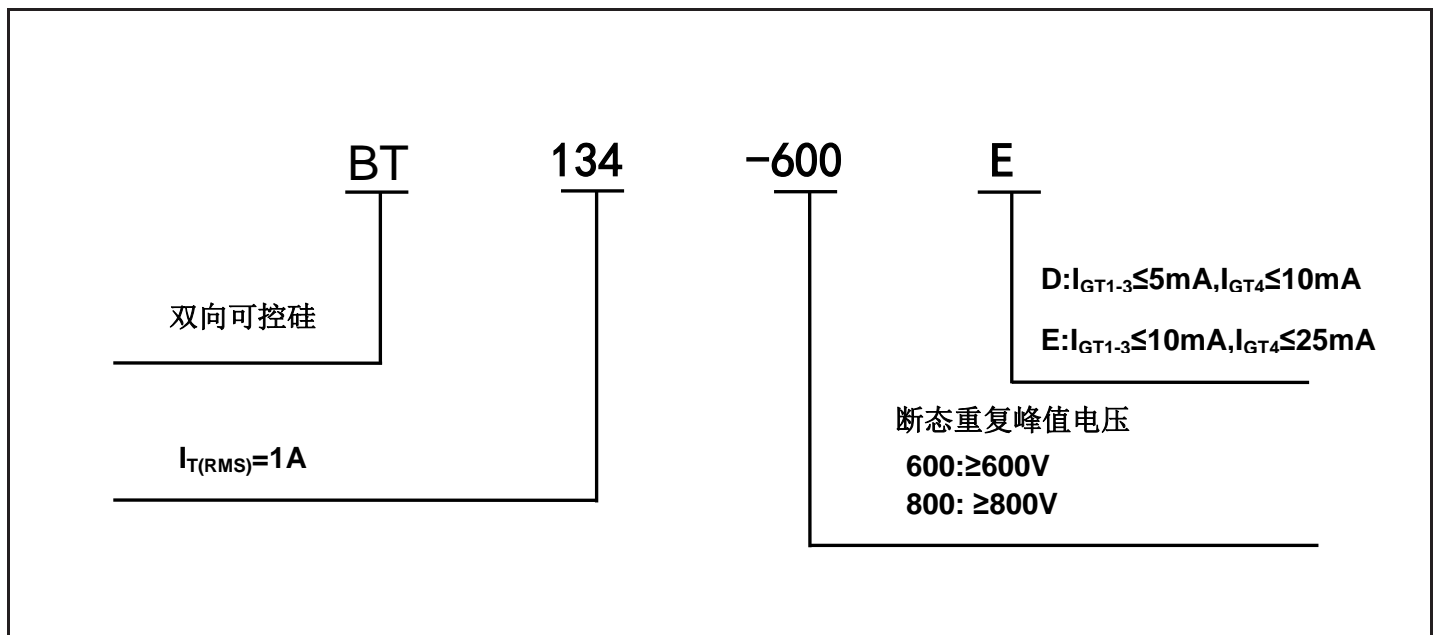 BT 134 -600 E
D:IGT1-3≤5mA,IGT4≤10mA
双向可控硅
E:IGT1-3≤10mA,IGT4≤25mA
断态重复峰值电压
IT(RMS)=1A
600:≥600V
800: ≥800V